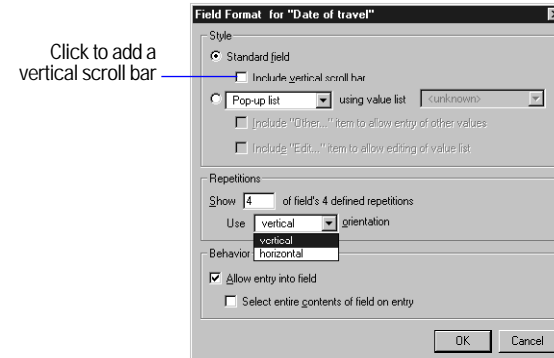 Field Format for "Date of travel"
Click to add a
vertical scroll bar
Style
Standard field
Include vertical scroll bar
Pop-up list using value list <unknown>
Include "Other..." item to allow entry of other values
Include "Edit..." item to allow editing of value list
Repetitions
Show 4 of field's 4 defined repetitions
Use vertical orientation
vertical
horizontal
Behavior
Allow entry into field
Select entire contents of field on entry
OK Cancel